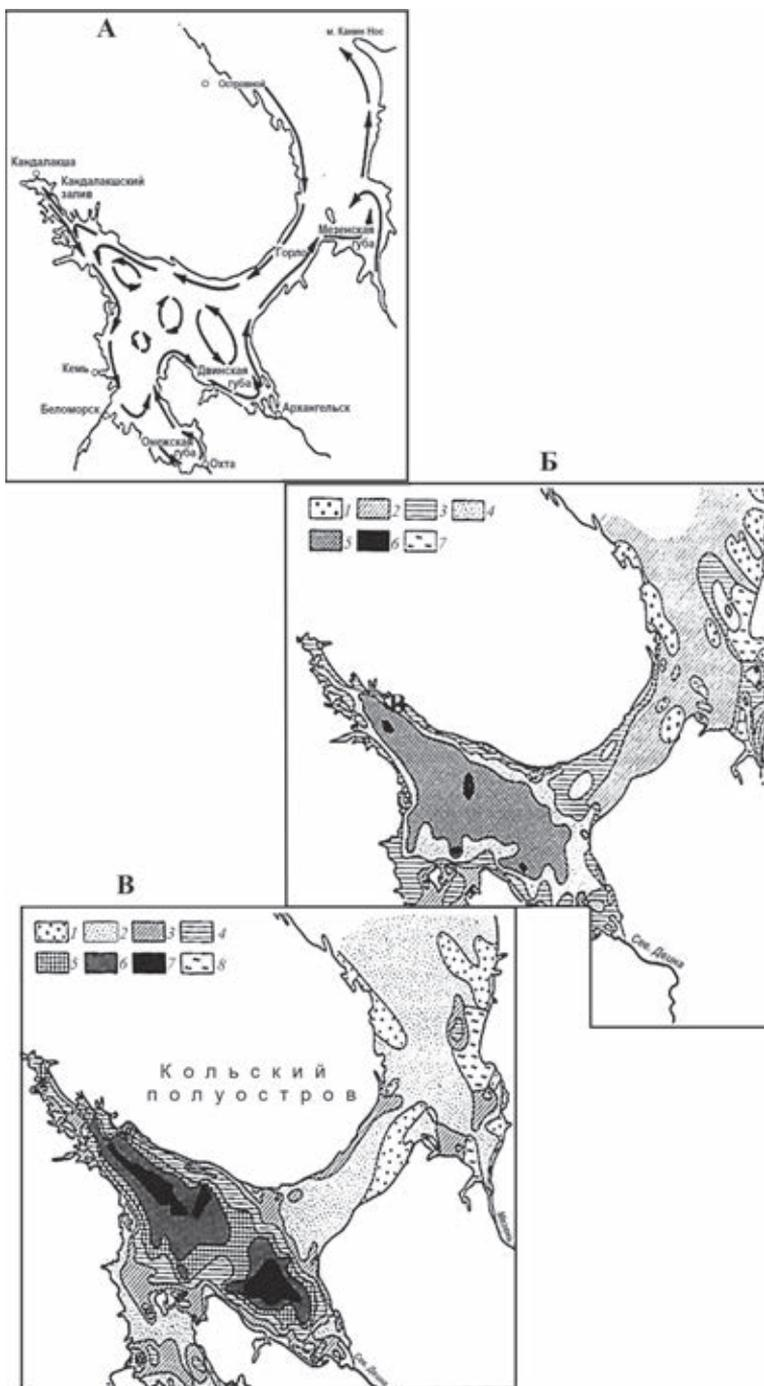 А
м. Канин Нос
Островной
Кандалакша
Кандалакшский
залив
Мезенская
губа
Горло
Двинская
губа
Кемь
Беломорск
Архангельск
Онежская
губа
Охта
Б
1 2 3 4
5 6 7
В
Сев. Двина
В
1 2 3 4
5 6 7 8
Кольский
полуостров
Мезень
Сев. Двина